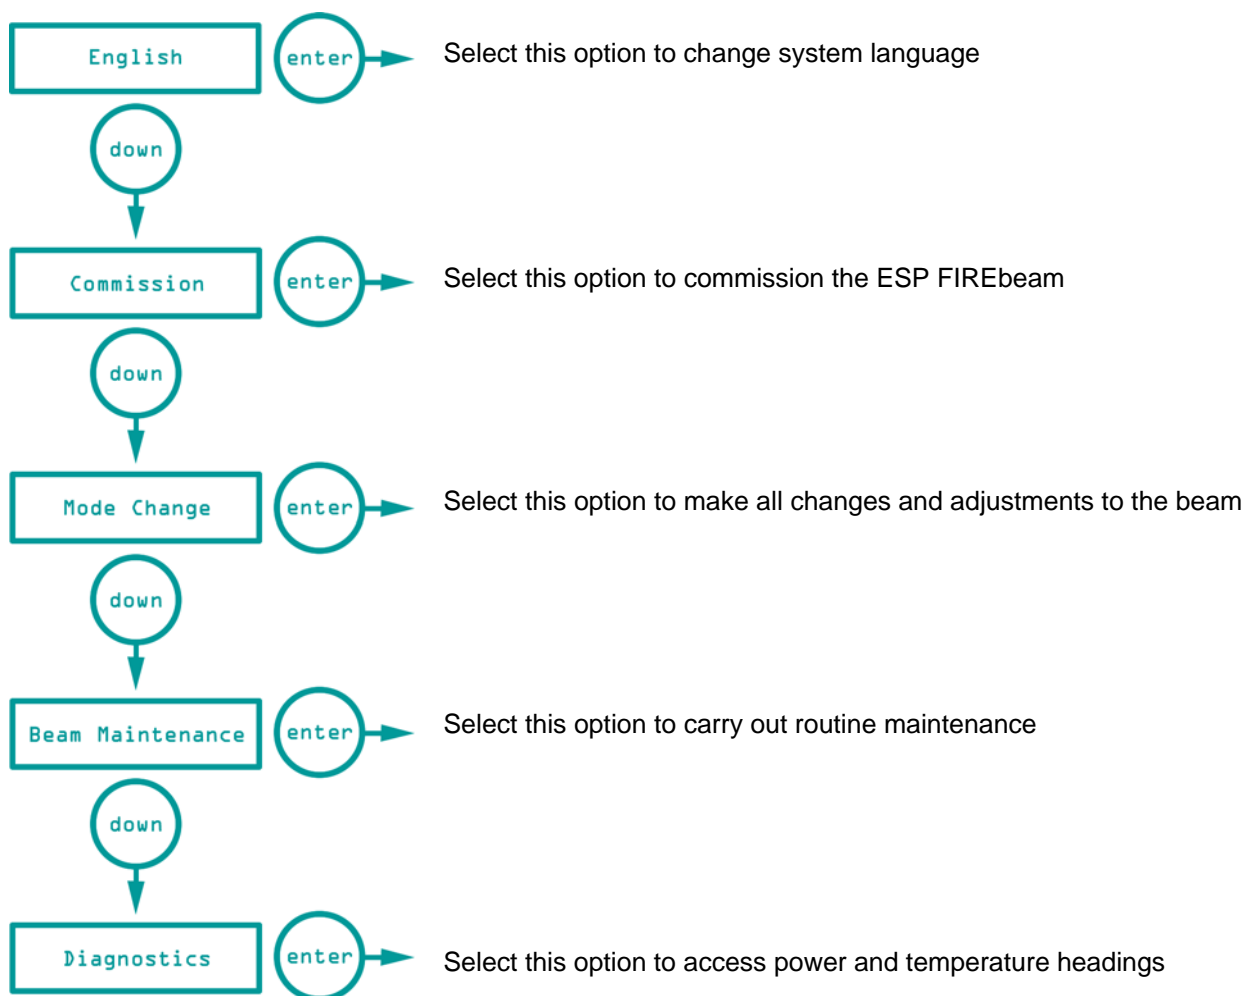 English
enter
Select this option to change system language
down
Commission
enter
Select this option to commission the ESP FIREbeam
down
Mode Change
enter
Select this option to make all changes and adjustments to the beam
down
Beam Maintenance
enter
Select this option to carry out routine maintenance
down
Diagnostics
enter
Select this option to access power and temperature headings